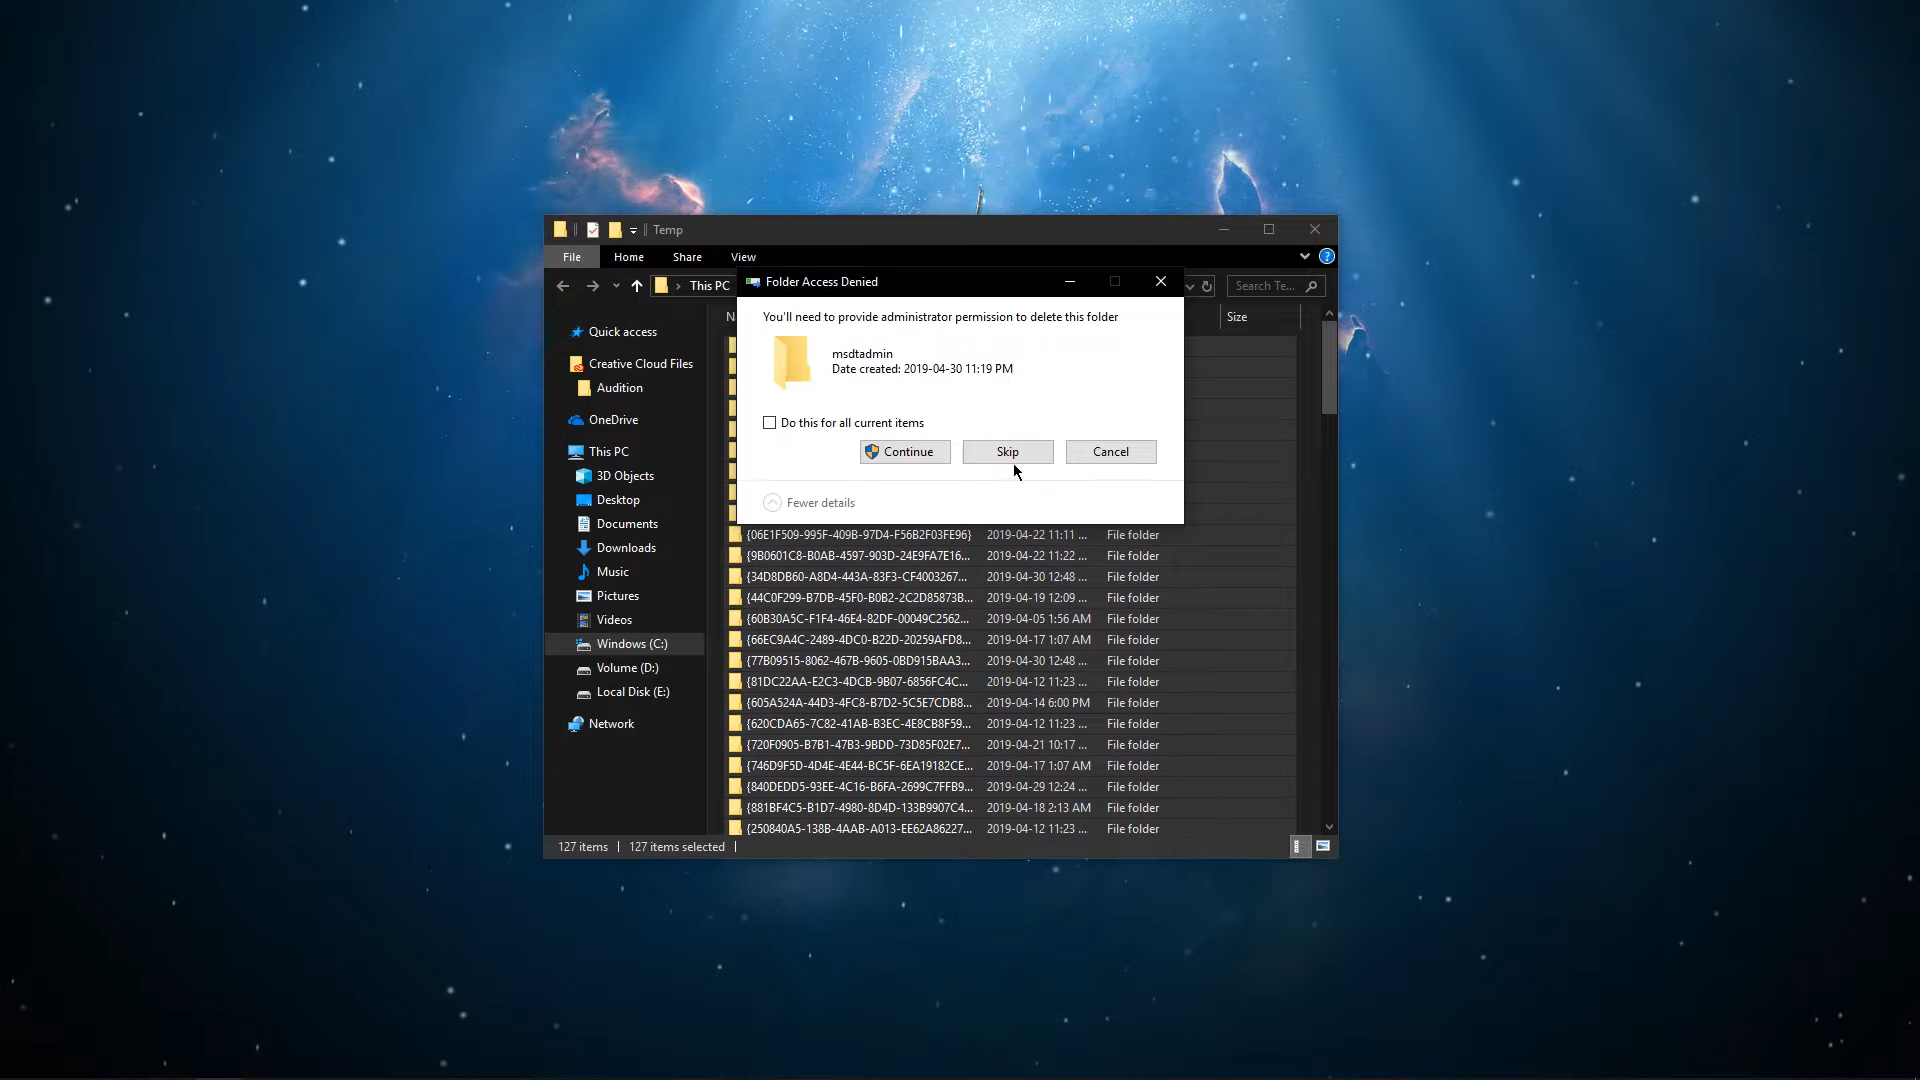 Temp
File Home Share View
This PC
Search Te...
Folder Access Denied
You'll need to provide administrator permission to delete this folder
msdtadmin
Date created: 2019-04-30 11:19 PM
Do this for all current items
Continue Skip Cancel
Fewer details
Size
Quick access
Creative Cloud Files
Audition
OneDrive
This PC
3D Objects
Desktop
Documents
Downloads
Music
Pictures
Videos
Windows (C:)
Volume (D:)
Local Disk (E:)
Network
{06E1F509-995F-409B-97D4-F56B2F03FE96} 2019-04-22 11:11 ... File folder
{9B0601C8-B0AB-4597-903D-24E9FA7E16... 2019-04-22 11:22 ... File folder
{34D8DB60-A8D4-443A-83F3-CF4003267... 2019-04-30 12:48 ... File folder
{44C0F299-B7DB-45F0-B0B2-2C2D85873B... 2019-04-19 12:09 ... File folder
{60B30A5C-F1F4-46E4-82DF-00049C2562... 2019-04-05 1:56 AM File folder
{66EC9A4C-2489-4DC0-B22D-20259AFD8... 2019-04-17 1:07 AM File folder
{77B09515-8062-467B-9605-0BD915BAA3... 2019-04-30 12:48 ... File folder
{81DC22AA-E2C3-4DCB-9B07-6856FC4C... 2019-04-12 11:23 ... File folder
{605A524A-44D3-4FC8-B7D2-5C5E7CDB8... 2019-04-14 6:00 PM File folder
{620CDA65-7C82-41AB-B3EC-4E8CB8F59... 2019-04-12 11:23 ... File folder
{720F0905-B7B1-47B3-9BDD-73D85F02E7... 2019-04-21 10:17 ... File folder
{746D9F5D-4D4E-4E44-BC5F-6EA19182CE... 2019-04-17 1:07 AM File folder
{840DEDD5-93EE-4C16-B6FA-2699C7FFB9... 2019-04-29 12:24 ... File folder
{881BF4C5-B1D7-4980-8D4D-133B9907C4... 2019-04-18 2:13 AM File folder
{250840A5-138B-4AAB-A013-EE62A86227... 2019-04-12 11:23 ... File folder
127 items 127 items selected